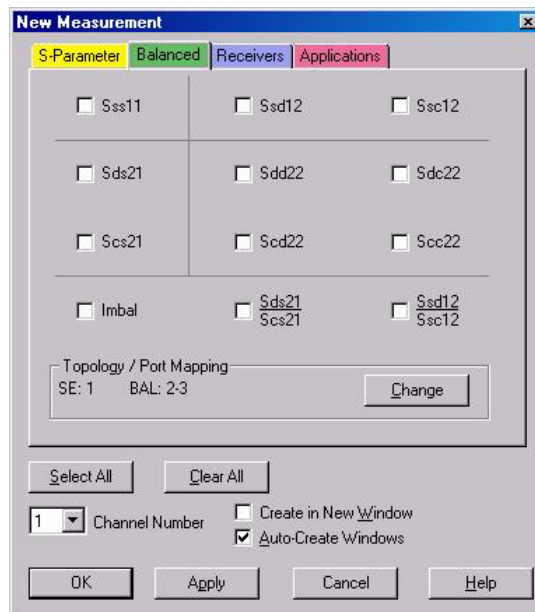 New Measurement
S-Parameter Balanced Receivers Applications
Sss11 Ssd12 Ssc12
Sds21 Sdd22 Sdc22
Scs21 Scd22 Scc22
Imbal Sds21 Ssd12
Scs21 Ssc12
Topology / Port Mapping
SE: 1 BAL: 2-3 Change
Select All Clear All
1 Channel Number
Create in New Window
Auto-Create Windows
OK Apply Cancel Help